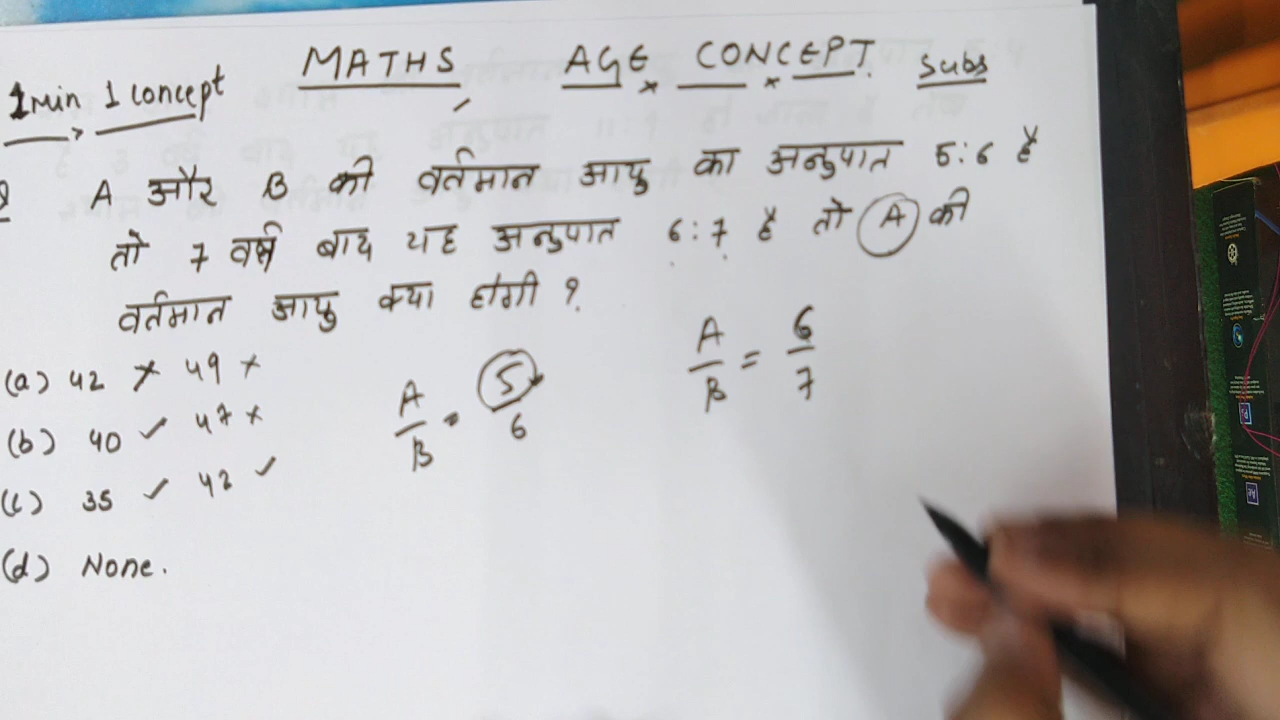 MATHS AGE CONCEPT. Subs
1 Min 1 concept
A और B की वर्तमान आयु का अनुपात 5:6 है
तो 7 वर्ष बाद यह अनुपात 6:7 है तो A की
वर्तमान आयु क्या होगी ?
(a) 42 × 49 ×
(b) 40 ✓ 47 ×
(c) 35 ✓ 42 ✓
(d) None.
A/B = 5/6
A/B = 6/7